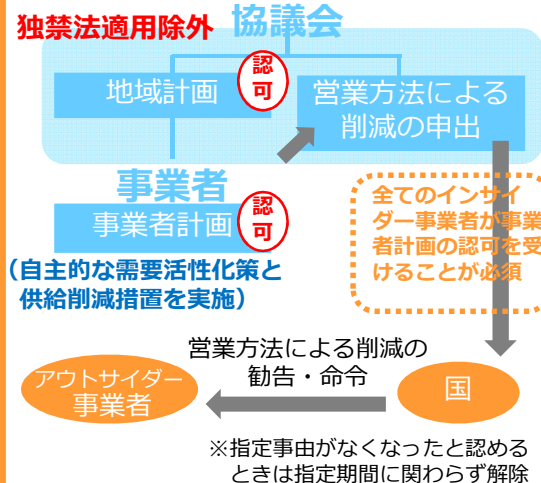 独禁法適用除外
協議会
地域計画
認可
営業方法による
削減の申出
事業者
事業者計画
認可
（自主的な需要活性化策と
供給削減措置を実施）
全てのインサイ
ダー事業者が事業
者計画の認可を受
けることが必須
営業方法による削減の
勧告・命令
アウトサイダー
事業者
国
※指定事由がなくなったと認める
ときは指定期間に関わらず解除